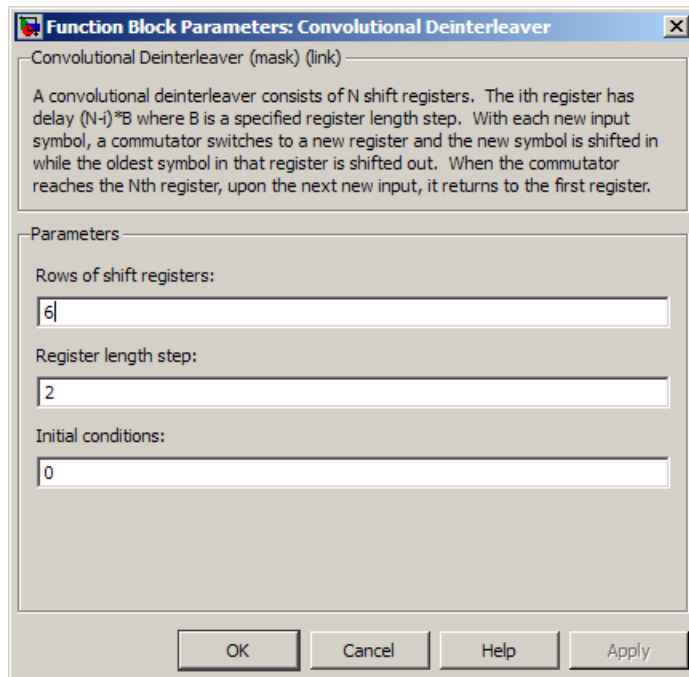 Function Block Parameters: Convolutional Deinterleaver
Convolutional Deinterleaver (mask) (link)
A convolutional deinterleaver consists of N shift registers.  The ith register has
delay (N-i)*B where B is a specified register length step.  With each new input
symbol, a commutator switches to a new register and the new symbol is shifted in
while the oldest symbol in that register is shifted out.  When the commutator
reaches the Nth register, upon the next new input, it returns to the first register.
Parameters
Rows of shift registers:
6
Register length step:
2
Initial conditions:
0
OK Cancel Help Apply